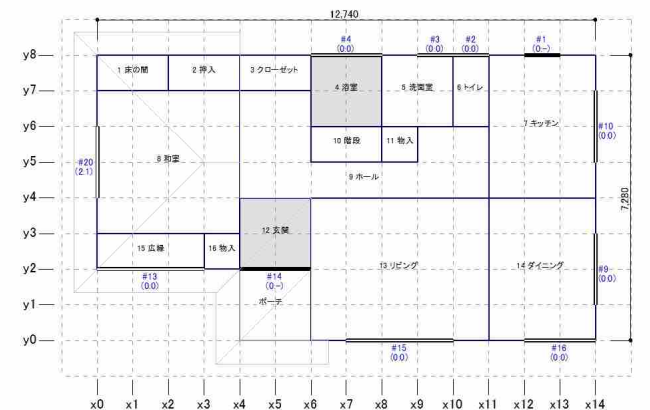 12,740
y8
#4
(0:0)
#3
(0:0)
#2
(0:0)
#1
(0:-)
1 床の間
2 押入
3 クローゼット
y7
4 浴室
5 洗面室
6 トイレ
7 キッチン
#10
(0:0)
y6
10 階段
11 物入
#20
(2:1)
8 和室
y5
9 ホール
7,280
y4
12 玄関
y3
15 広縁
16 物入
13 リビング
14 ダイニング
#9
(0:0)
y2
#13
(0:0)
#14
(0:-)
ポーチ
y1
y0
#15
(0:0)
#16
(0:0)
x0 x1 x2 x3 x4 x5 x6 x7 x8 x9 x10 x11 x12 x13 x14